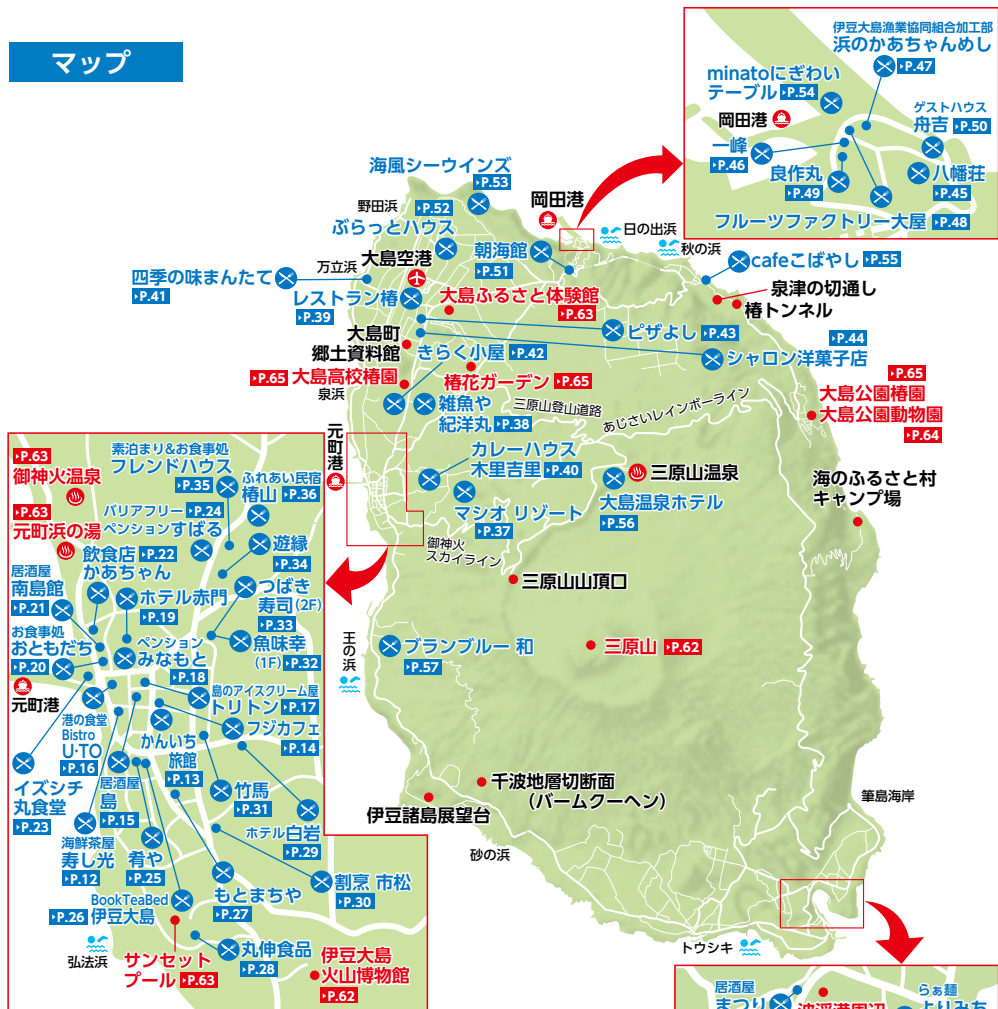 マップ
伊豆大島漁業協同組合加工部
浜のかあちゃんめし
▸P.47
minatoにぎわい
テーブル ▸P.54
岡田港
ゲストハウス
舟吉 ▸P.50
一峰
▸P.46
良作丸
▸P.49
八幡荘
▸P.45
フルーツファクトリー大屋 ▸P.48
海風シーウインズ
▸P.53
野田浜
▸P.52
ぶらっとハウス
岡田港
日の出浜
秋の浜
朝海館
▸P.51
大島空港
万立浜
四季の味まんたて
▸P.41
レストラン椿
▸P.39
大島ふるさと体験館
▸P.63
cafeこばやし ▸P.55
泉津の切通し
椿トンネル
ピザよし ▸P.43
▸P.44
シャロン洋菓子店
大島町
郷土資料館
きらく小屋 ▸P.42
▸P.65 大島高校椿園
泉浜
椿花ガーデン ▸P.65
雑魚や
紀洋丸 ▸P.38
三原山登山道路
あじさいレインボーライン
▸P.65
大島公園椿園
大島公園動物園
▸P.64
元町港
カレーハウス
木里吉里 ▸P.40
三原山温泉
大島温泉ホテル
▸P.56
マシオ リゾート
▸P.37
海のふるさと村
キャンプ場
御神火
スカイライン
三原山山頂口
王の浜
ブランブルー 和
▸P.57
三原山 ▸P.62
千波地層切断面
(バームクーヘン)
伊豆諸島展望台
砂の浜
筆島海岸
トウシキ
▸P.63
御神火温泉
▸P.63
元町浜の湯
素泊まり&お食事処
フレンドハウス
▸P.35
ふれあい民宿
椿山 ▸P.36
バリアフリー ▸P.24
ペンションすばる
遊縁
▸P.34
飲食店 ▸P.22
かあちゃん
居酒屋
南島館
▸P.21
ホテル赤門
▸P.19
つばき
寿司(2F)
▸P.33
お食事処
おともだち
▸P.20
ペンション
みなもと
▸P.18
魚味幸
(1F) ▸P.32
元町港
島のアイスクリーム屋
トリトン ▸P.17
港の食堂
Bistro
U・TO
▸P.16
フジカフェ
▸P.14
かんいち
旅館
▸P.13
イズシチ
丸食堂
▸P.23
居酒屋
島
▸P.15
竹馬
▸P.31
ホテル白岩
▸P.29
海鮮茶屋
寿し光
▸P.12
肴や
▸P.25
もとまちや
▸P.27
割烹 市松
▸P.30
BookTeaBed
▸P.26 伊豆大島
弘法浜
サンセット
プール ▸P.63
丸伸食品
▸P.28
伊豆大島
火山博物館
▸P.62
居酒屋
まつり
波浮港周辺
らぁ麺
よりみち